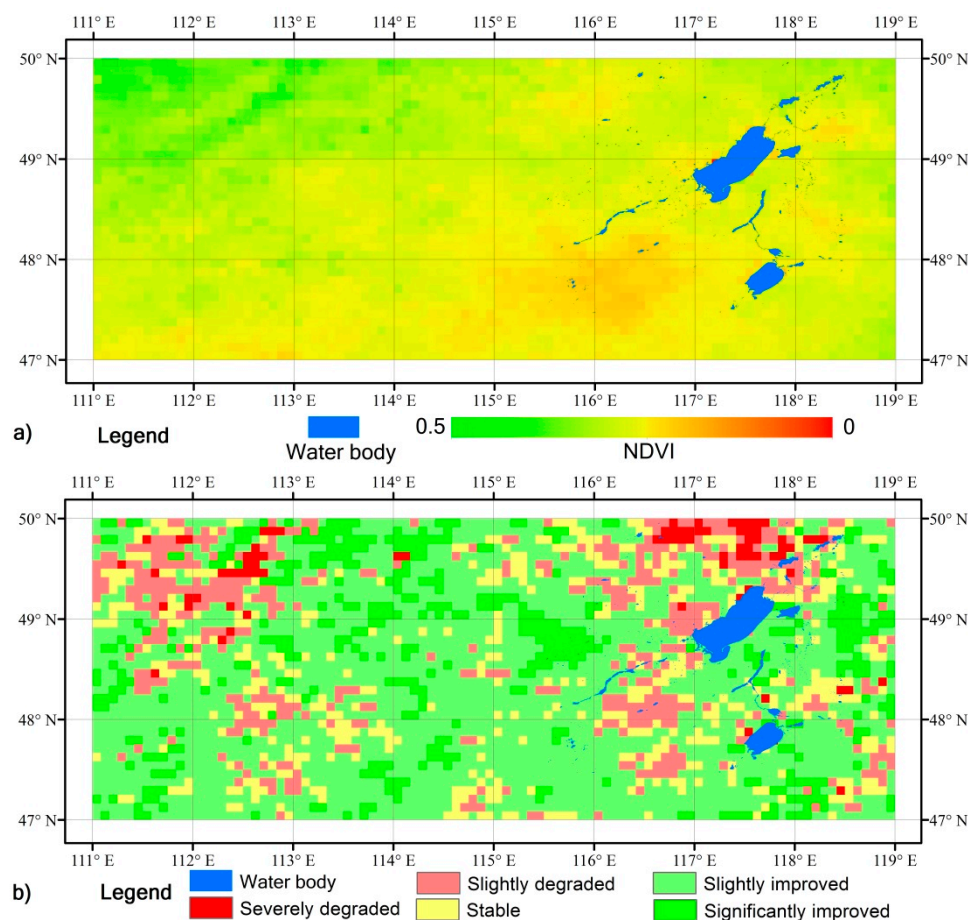 111° E 112° E 113° E 114° E 115° E 116° E 117° E 118° E 119° E
50° N 50° N
49° N 49° N
48° N 48° N
47° N 47° N
111° E 112° E 113° E 114° E 115° E 116° E 117° E 118° E 119° E
a) Legend Water body 0.5 NDVI 0
111° E 112° E 113° E 114° E 115° E 116° E 117° E 118° E 119° E
50° N 50° N
49° N 49° N
48° N 48° N
47° N 47° N
111° E 112° E 113° E 114° E 115° E 116° E 117° E 118° E 119° E
b) Legend
Water body Slightly degraded Slightly improved
Severely degraded Stable Significantly improved